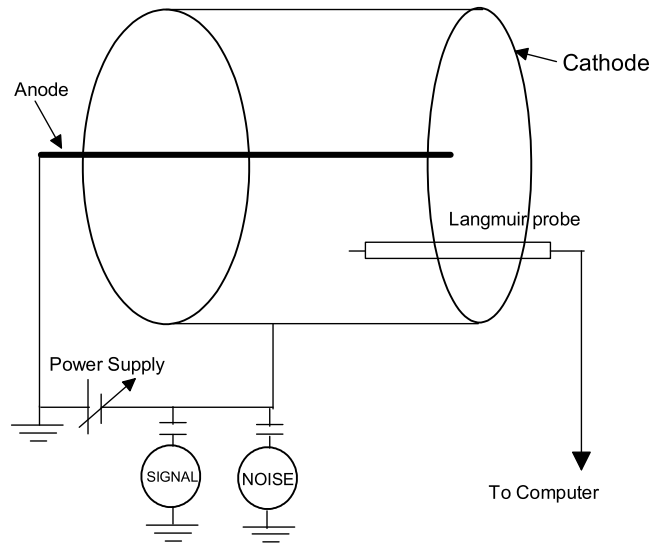 Cathode
Anode
Langmuir probe
Power Supply
SIGNAL
NOISE
To Computer